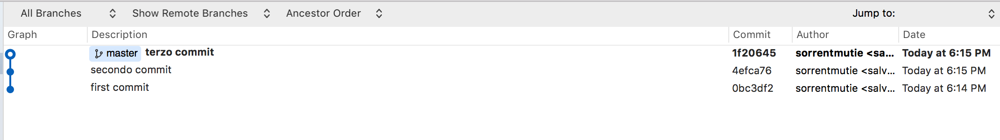 All Branches Show Remote Branches Ancestor Order Jump to:
Graph Description Commit Author Date
master terzo commit 1f20645 sorrentmutie <sa... Today at 6:15 PM
secondo commit 4efca76 sorrentmutie <salv... Today at 6:15 PM
first commit 0bc3df2 sorrentmutie <salv... Today at 6:14 PM